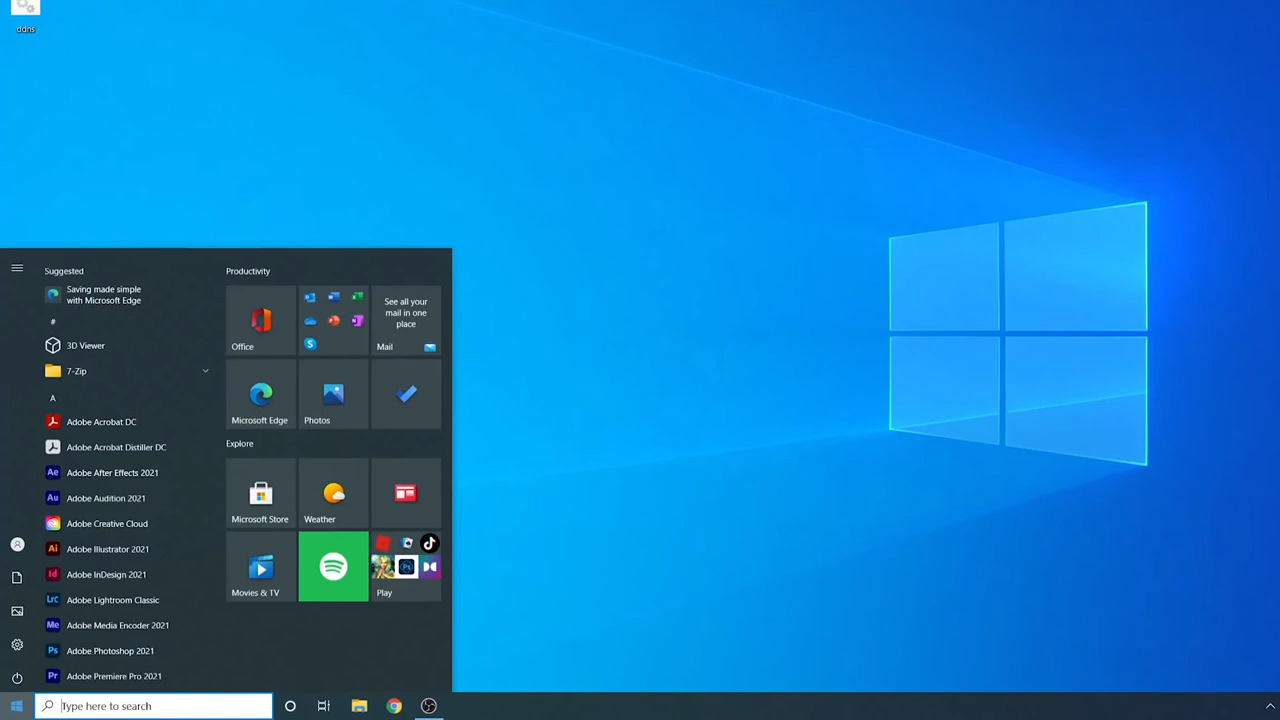 ddns
Suggested
Saving made simple
with Microsoft Edge
#
3D Viewer
7-Zip
A
Adobe Acrobat DC
Adobe Acrobat Distiller DC
Adobe After Effects 2021
Adobe Audition 2021
Adobe Creative Cloud
Adobe Illustrator 2021
Adobe InDesign 2021
Adobe Lightroom Classic
Adobe Media Encoder 2021
Adobe Photoshop 2021
Adobe Premiere Pro 2021
Productivity
Office
See all your
mail in one
place
Mail
Microsoft Edge
Photos
Explore
Microsoft Store
Weather
Movies & TV
Play
Type here to search